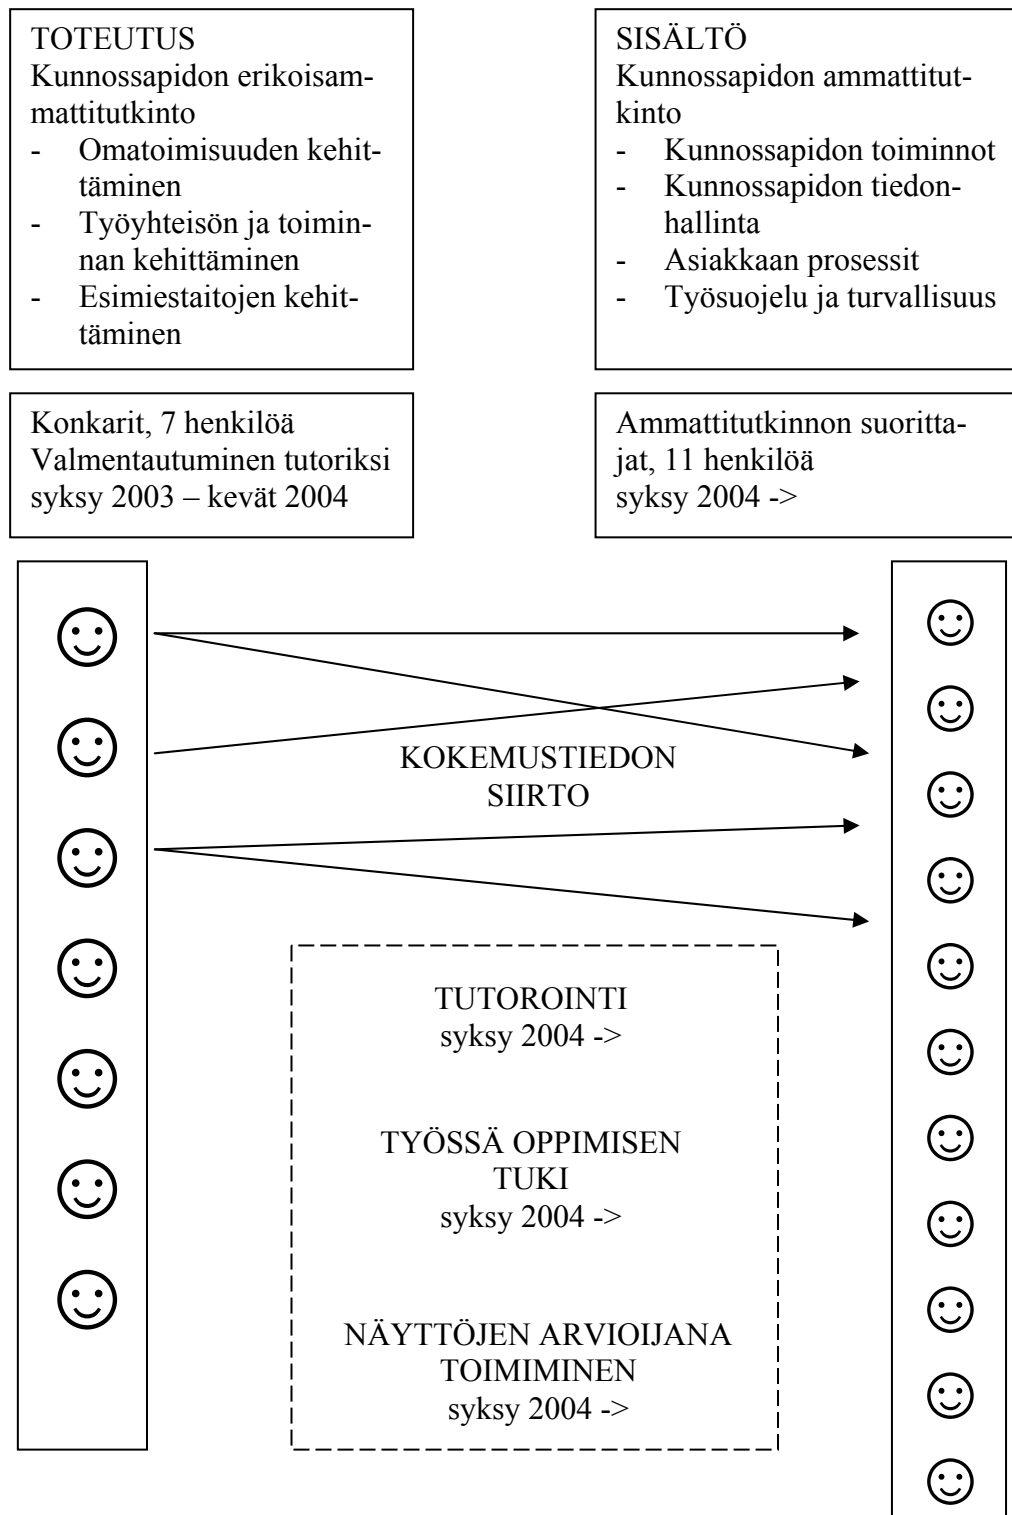 TOTEUTUS
Kunnossapidon erikoisam-
mattitutkinto
- Omatoimisuuden kehit-
täminen
- Työyhteisön ja toimin-
nan kehittäminen
- Esimiestaitojen kehit-
täminen
SISÄLTÖ
Kunnossapidon ammattitut-
kinto
- Kunnossapidon toiminnot
- Kunnossapidon tiedon-
hallinta
- Asiakkaan prosessit
- Työsuojelu ja turvallisuus
Konkarit, 7 henkilöä
Valmentautuminen tutoriksi
syksy 2003 – kevät 2004
Ammattitutkinnon suoritta-
jat, 11 henkilöä
syksy 2004 ->
KOKEMUSTIEDON
SIIRTO
TUTOROINTI
syksy 2004 ->
TYÖSSÄ OPPIMISEN
TUKI
syksy 2004 ->
NÄYTTÖJEN ARVIOIJANA
TOIMIMINEN
syksy 2004 ->